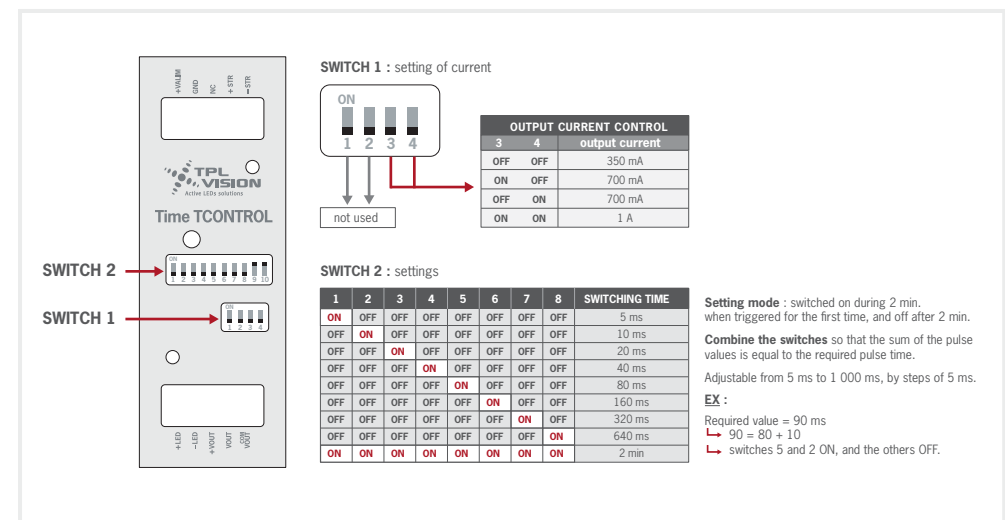 +VALIM
GND
NC
+ STR
– STR
TPL
VISION
Active LEDs solutions
Time TCONTROL
SWITCH 2
ON
1 2 3 4 5 6 7 8 9 10
SWITCH 1
ON
1 2 3 4
+LED
–LED
+VOUT
VOUT
COM VOUT
SWITCH 1 : setting of current
ON
1 2 3 4
not used
OUTPUT CURRENT CONTROL
3 4 output current
OFF OFF 350 mA
ON OFF 700 mA
OFF ON 700 mA
ON ON 1 A
SWITCH 2 : settings
1 2 3 4 5 6 7 8 SWITCHING TIME
ON OFF OFF OFF OFF OFF OFF OFF 5 ms
OFF ON OFF OFF OFF OFF OFF OFF 10 ms
OFF OFF ON OFF OFF OFF OFF OFF 20 ms
OFF OFF OFF ON OFF OFF OFF OFF 40 ms
OFF OFF OFF OFF ON OFF OFF OFF 80 ms
OFF OFF OFF OFF OFF ON OFF OFF 160 ms
OFF OFF OFF OFF OFF OFF ON OFF 320 ms
OFF OFF OFF OFF OFF OFF OFF ON 640 ms
ON ON ON ON ON ON ON ON 2 min
Setting mode : switched on during 2 min.
when triggered for the first time, and off after 2 min.
Combine the switches so that the sum of the pulse
values is equal to the required pulse time.
Adjustable from 5 ms to 1 000 ms, by steps of 5 ms.
EX :
Required value = 90 ms
90 = 80 + 10
switches 5 and 2 ON, and the others OFF.